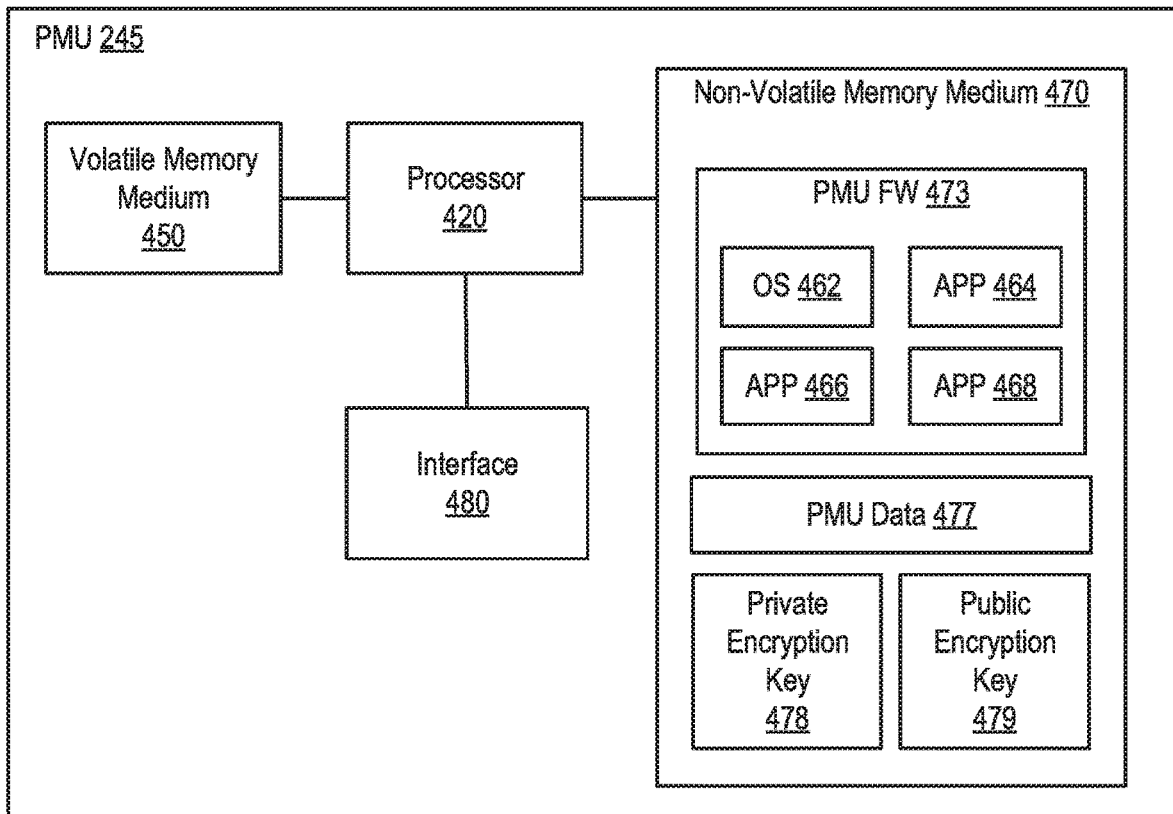 PMU 245
Volatile Memory
Medium
450
Processor
420
Interface
480
Non-Volatile Memory Medium 470
PMU FW 473
OS 462
APP 464
APP 466
APP 468
PMU Data 477
Private
Encryption
Key
478
Public
Encryption
Key
479